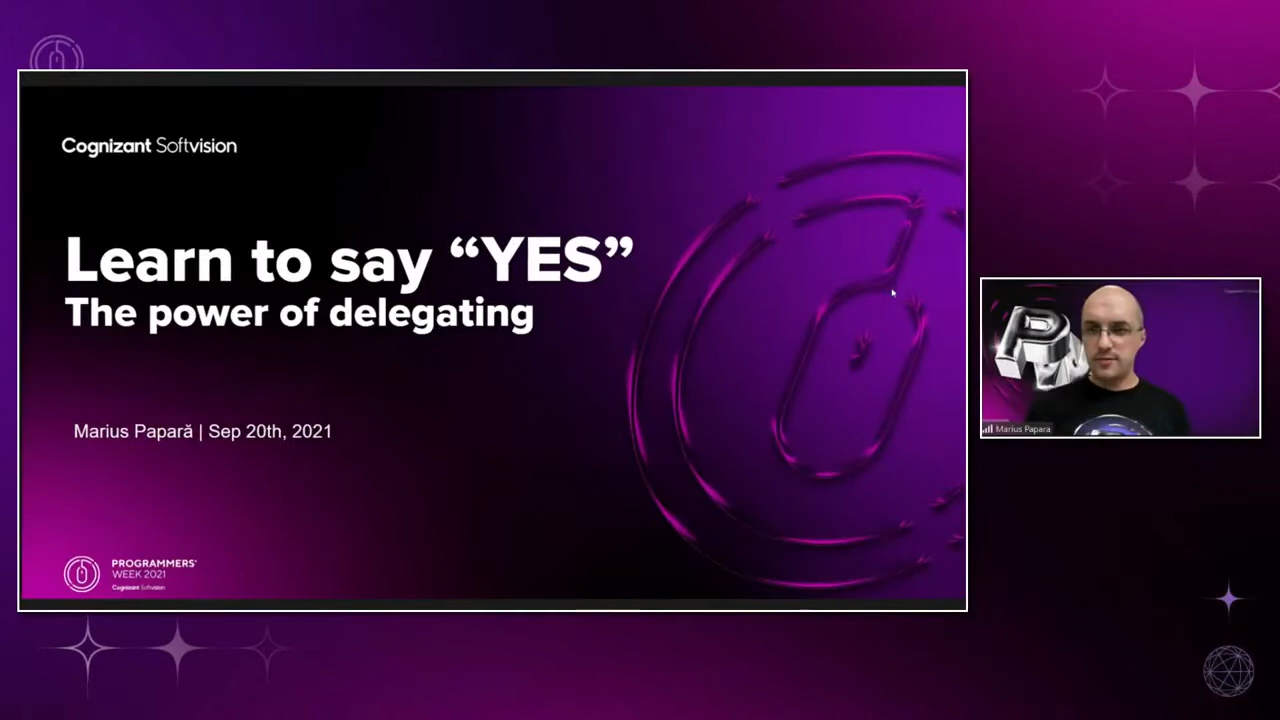 Cognizant Softvision
Learn to say “YES”
The power of delegating
Marius Papară | Sep 20th, 2021
PROGRAMMERS'
WEEK 2021
Cognizant Softvision
Marius Papara